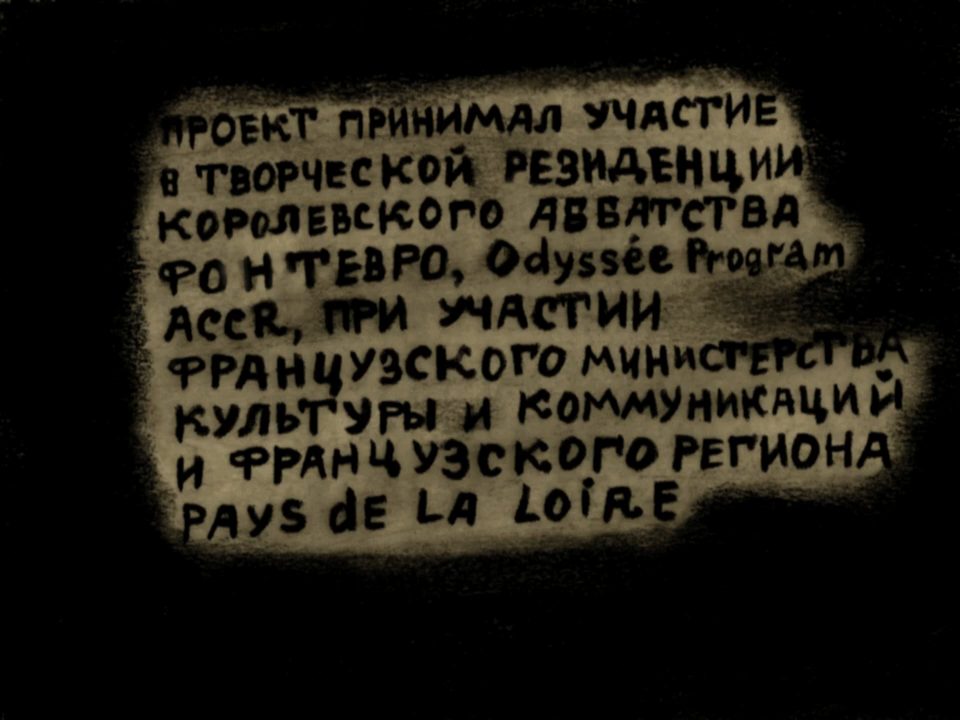 ПРОЕКТ ПРИНИМАЛ УЧАСТИЕ
В ТВОРЧЕСКОЙ РЕЗИДЕНЦИИ
КОРОЛЕВСКОГО АББАТСТВА
ФОНТЕВРО, Odyssée Program
ACCR, ПРИ УЧАСТИИ
ФРАНЦУЗСКОГО МИНИСТЕРСТВА
КУЛЬТУРЫ И КОММУНИКАЦИЙ
И ФРАНЦУЗСКОГО РЕГИОНА
PAYS dE LA LOiRE